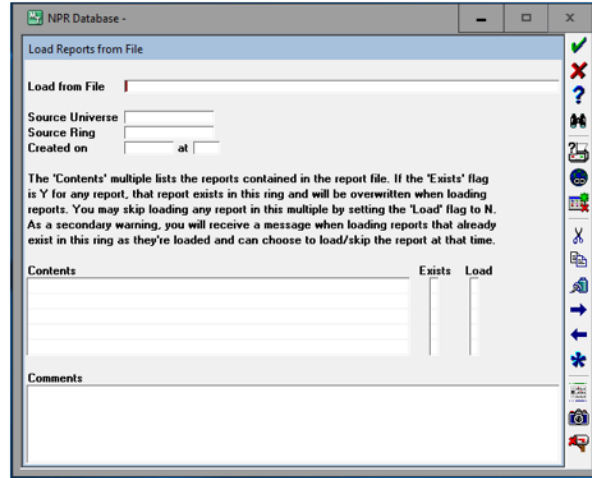 NPR Database -
Load Reports from File
Load from File
Source Universe
Source Ring
Created on at
The 'Contents' multiple lists the reports contained in the report file. If the 'Exists' flag
is Y for any report, that report exists in this ring and will be overwritten when loading
reports. You may skip loading any report in this multiple by setting the 'Load' flag to N.
As a secondary warning, you will receive a message when loading reports that already
exist in this ring as they're loaded and can choose to load/skip the report at that time.
Contents Exists Load
Comments